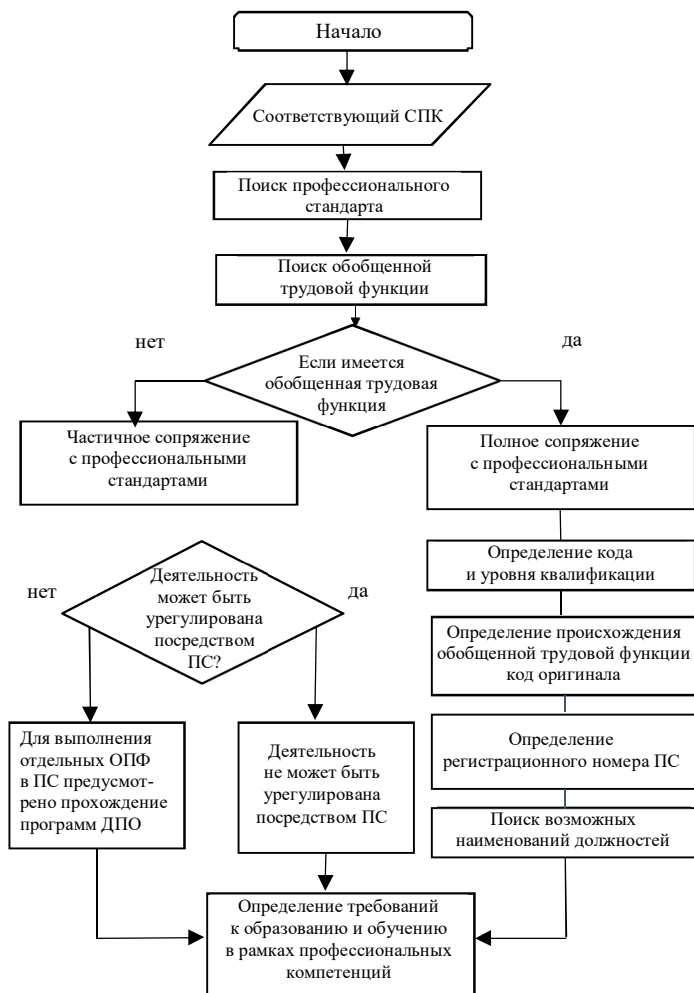 Начало
Соответствующий СПК
Поиск профессионального
стандарта
Поиск обобщенной
трудовой функции
нет
да
Если имеется
обобщенная трудовая
функция
Частичное сопряжение
с профессиональными
стандартами
Полное сопряжение
с профессиональными
стандартами
Определение кода
и уровня квалификации
нет
да
Деятельность
может быть
урегулирована
посредством
ПС?
Определение происхождения
обобщенной трудовой функции
код оригинала
Для выполнения
отдельных ОПФ
в ПС предусмот-
рено прохождение
программ ДПО
Деятельность
не может быть
урегулирована
посредством ПС
Определение
регистрационного номера ПС
Поиск возможных
наименований должностей
Определение требований
к образованию и обучению
в рамках профессиональных
компетенций